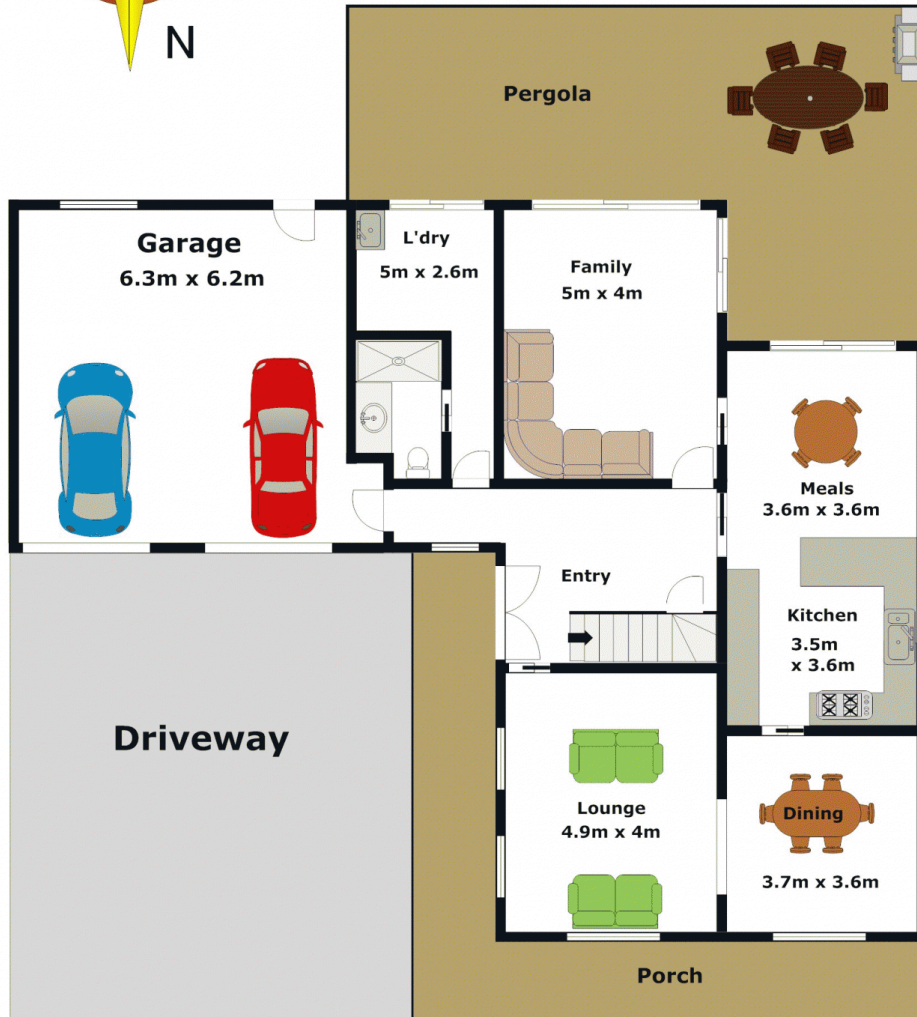 N
Pergola
Garage
6.3m x 6.2m
L'dry
5m x 2.6m
Family
5m x 4m
Meals
3.6m x 3.6m
Entry
Kitchen
3.5m
x 3.6m
Driveway
Lounge
4.9m x 4m
Dining
3.7m x 3.6m
Porch